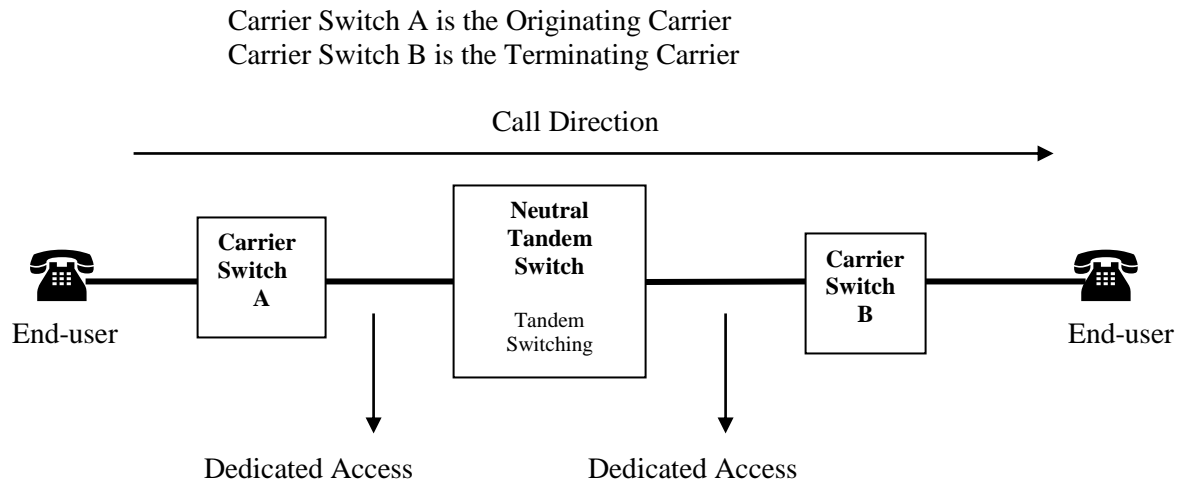 Carrier Switch A is the Originating Carrier
Carrier Switch B is the Terminating Carrier
Call Direction
Carrier
Switch
A
Neutral
Tandem
Switch
Tandem
Switching
Carrier
Switch
B
End-user
End-user
Dedicated Access
Dedicated Access